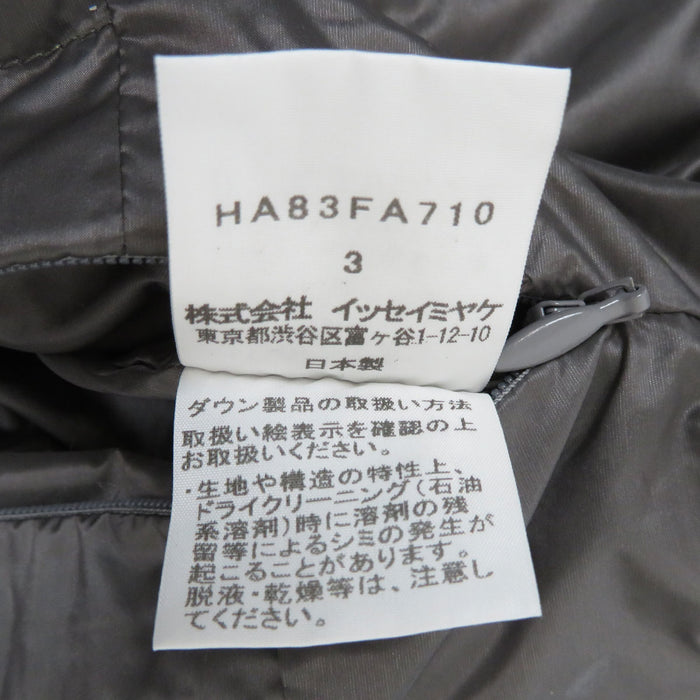 HA83FA710
3
株式会社 イッセイミヤケ
東京都渋谷区富ヶ谷1-12-10
日本製
ダウン製品の取扱い方法
取扱い絵表示を確認の上
お取扱いください。
・生地や構造の特性上、
ドライクリーニング(石油
系溶剤)時に溶剤の残
留等によるシミの発生が
起こることがあります。
脱液・乾燥等は、注意し
てください。